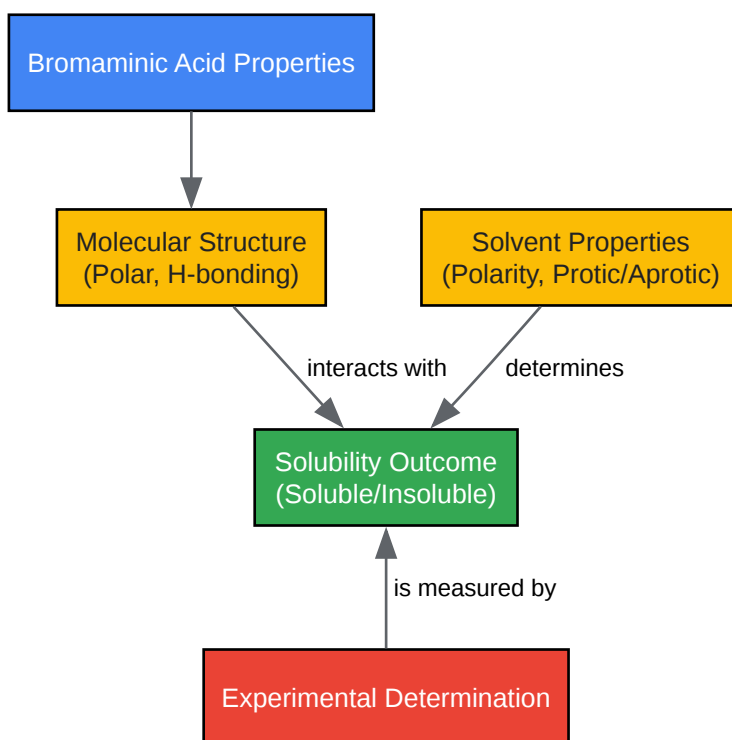 Bromaminic Acid Properties
Molecular Structure
(Polar, H-bonding)
Solvent Properties
(Polarity, Protic/Aprotic)
interacts with
determines
Solubility Outcome
(Soluble/Insoluble)
is measured by
Experimental Determination